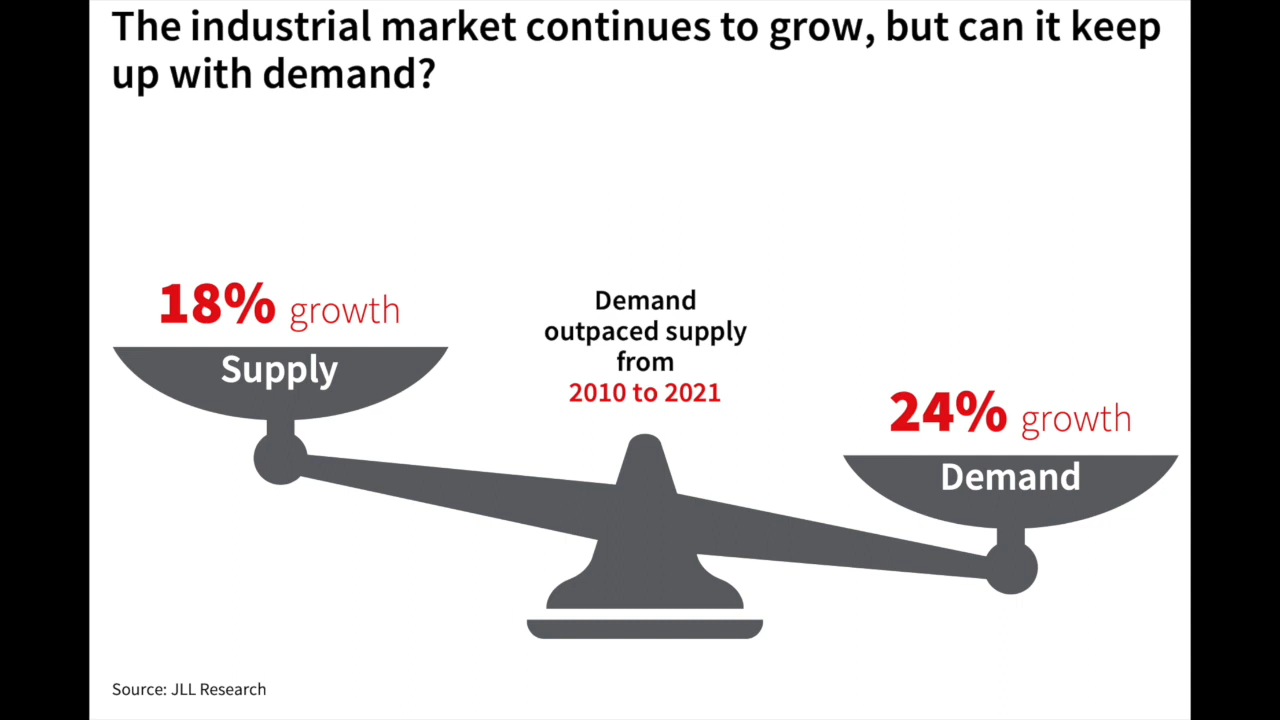 The industrial market continues to grow, but can it keep
up with demand?
18% growth
Supply
Demand
outpaced supply
from
2010 to 2021
24% growth
Demand
Source: JLL Research